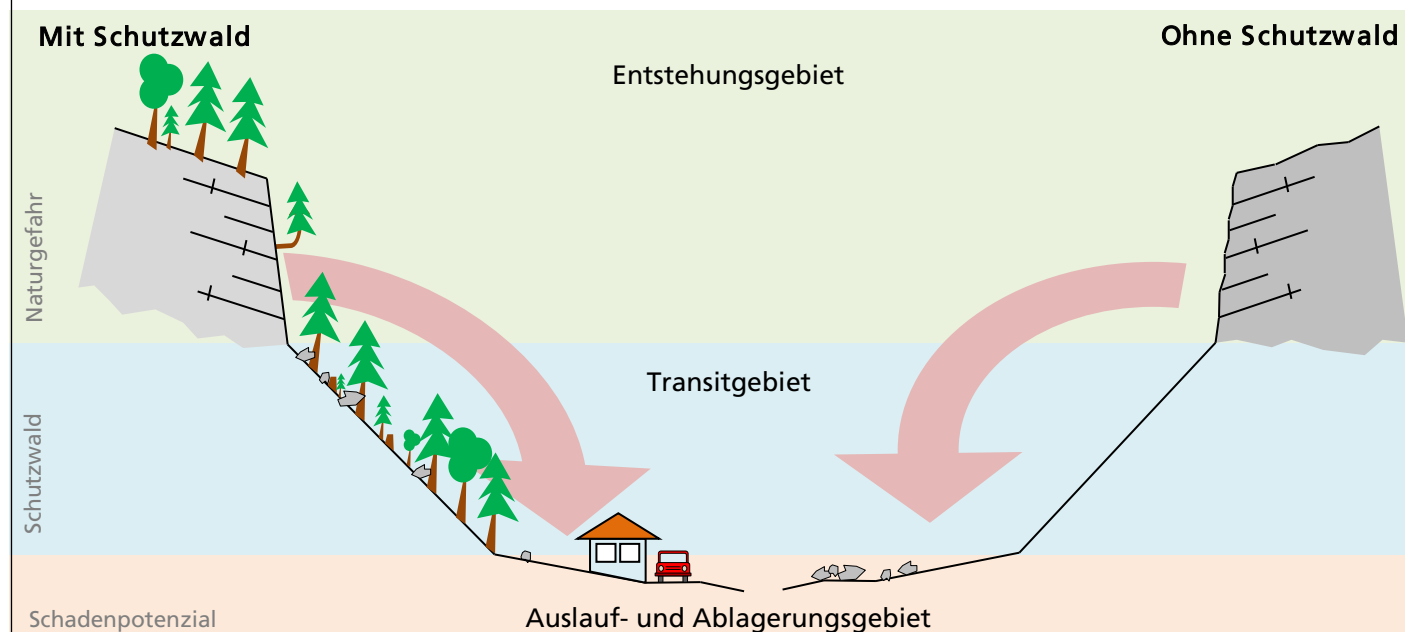 Mit Schutzwald
Ohne Schutzwald
Entstehungsgebiet
Naturgefahr
Transitgebiet
Schutzwald
Schadenpotenzial
Auslauf- und Ablagerungsgebiet